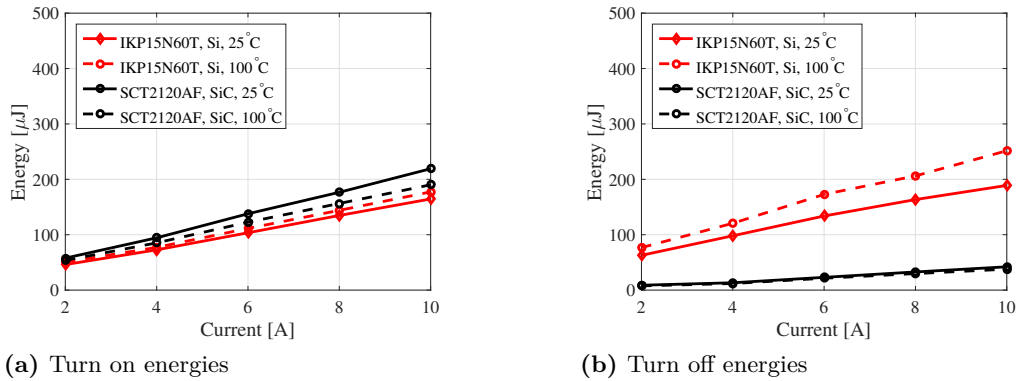 500
400
300
200
100
0
Energy [μJ]
IKP15N60T, Si, 25°C
IKP15N60T, Si, 100°C
SCT2120AF, SiC, 25°C
SCT2120AF, SiC, 100°C
2 4 6 8 10
Current [A]
(a) Turn on energies
500
400
300
200
100
0
Energy [μJ]
IKP15N60T, Si, 25°C
IKP15N60T, Si, 100°C
SCT2120AF, SiC, 25°C
SCT2120AF, SiC, 100°C
2 4 6 8 10
Current [A]
(b) Turn off energies